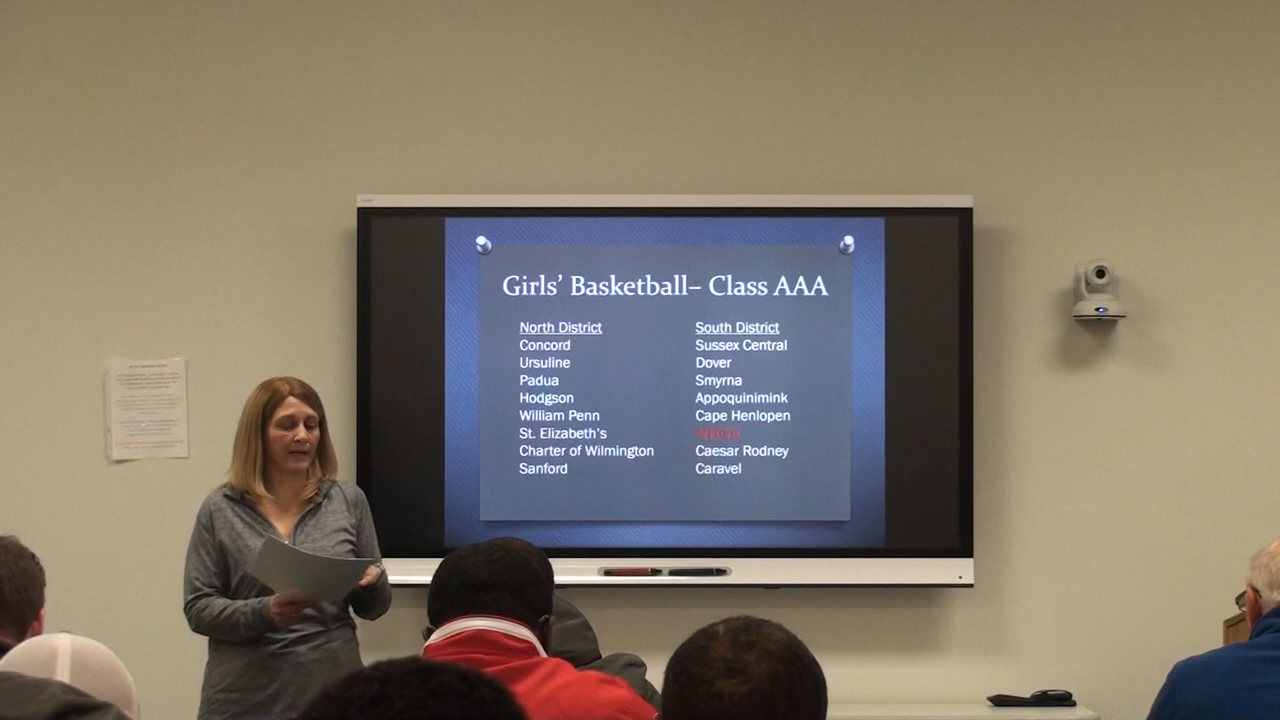 Girls' Basketball– Class AAA
North District
Concord
Ursuline
Padua
Hodgson
William Penn
St. Elizabeth's
Charter of Wilmington
Sanford
South District
Sussex Central
Dover
Smyrna
Appoquinimink
Cape Henlopen
Caesar Rodney
Caravel